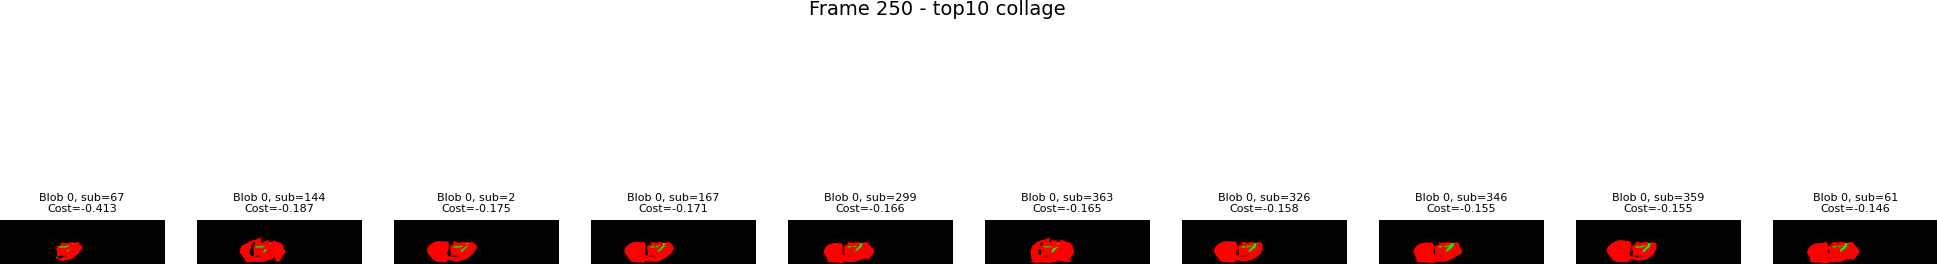 Frame 250 - top10 collage
Blob 0, sub=67
Cost=-0.413
Blob 0, sub=144
Cost=-0.187
Blob 0, sub=2
Cost=-0.175
Blob 0, sub=167
Cost=-0.171
Blob 0, sub=299
Cost=-0.166
Blob 0, sub=363
Cost=-0.165
Blob 0, sub=326
Cost=-0.158
Blob 0, sub=346
Cost=-0.155
Blob 0, sub=359
Cost=-0.155
Blob 0, sub=61
Cost=-0.146